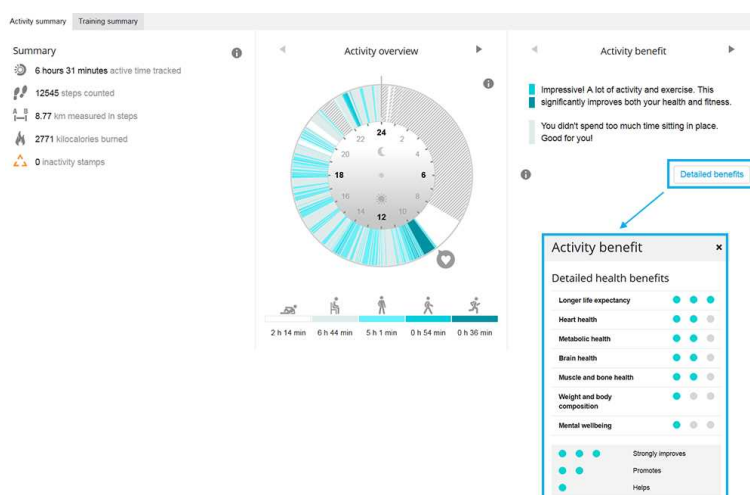 Activity summary
Training summary
Summary
6 hours 31 minutes active time tracked
12545 steps counted
A B
8.77 km measured in steps
2771 kilocalories burned
0 inactivity stamps
Activity overview
24
22
2
20
4
18
6
16
8
14
10
12
2 h 14 min
6 h 44 min
5 h 1 min
0 h 54 min
0 h 36 min
Activity benefit
Impressive! A lot of activity and exercise. This
significantly improves both your health and fitness.
You didn't spend too much time sitting in place.
Good for you!
Detailed benefits
Activity benefit
×
Detailed health benefits
Longer life expectancy
Heart health
Metabolic health
Brain health
Muscle and bone health
Weight and body
composition
Mental wellbeing
Strongly improves
Promotes
Helps